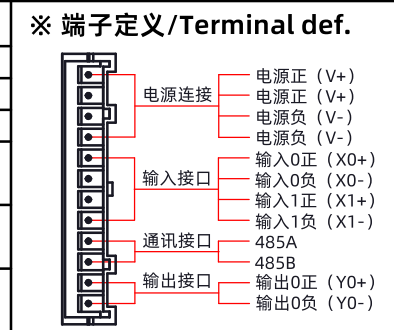 ※ 端子定义/Terminal def.
电源连接
电源正（V+）
电源正（V+）
电源负（V-）
电源负（V-）
输入接口
输入0正（X0+）
输入0负（X0-）
输入1正（X1+）
输入1负（X1-）
通讯接口
485A
485B
输出接口
输出0正（Y0+）
输出0负（Y0-）